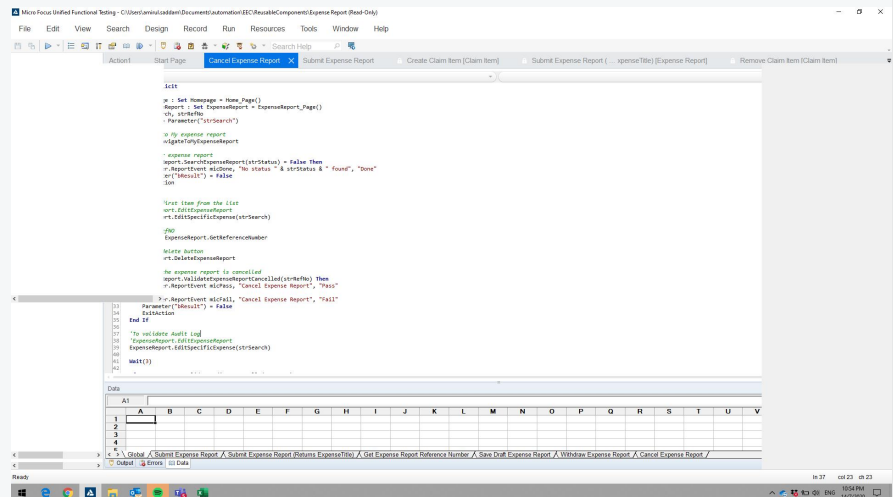 Micro Focus Unified Functional Testing - C:\Users\amirul.saddam\Documents\automation\EEC\ReusableComponents\Expense Report (Read-Only)
File Edit View Search Design Record Run Resources Tools Window Help
Search Help
Action1 Start Page Cancel Expense Report X Submit Expense Report Create Claim Item [Claim Item] Submit Expense Report ( ... xpenseTitle) [Expense Report] Remove Claim Item [Claim Item]
licit
: Set Homepage = Home_Page()
Report : Set ExpenseReport = ExpenseReport_Page()
ch, strRefNo
Parameter("strSearch")
o My expense report
vigateToMyExpenseReport
expense report
eport.SearchExpenseReport(strStatus) = False Then
r.ReportEvent micDone, "No status " & strStatus & " found", "Done"
er("bResult") = False
ion
first item from the list
port.EditExpenseReport
ort.EditSpecificExpense(strSearch)
fNO
ExpenseReport.GetReferenceNumber
elete button
rt.DeleteExpenseReport
he expense report is cancelled
eport.ValidateExpenseReportCancelled(strRefNo) Then
r.ReportEvent micPass, "Cancel Expense Report", "Pass"
r.ReportEvent micFail, "Cancel Expense Report", "Fail"
33 Parameter("bResult") = False
34 ExitAction
35 End If
36
37 'To validate Audit Log
38 'ExpenseReport.EditExpenseReport
39 ExpenseReport.EditSpecificExpense(strSearch)
40
41 Wait(3)
42
Data
A1
A B C D E F G H I J K L M N O P Q R S T U V
1
2
3
4
5
Global Submit Expense Report Submit Expense Report (Returns ExpenseTitle) Get Expense Report Reference Number Save Draft Expense Report Withdraw Expense Report Cancel Expense Report
Output Errors Data
Ready ln 37 col 23 ch 23
ENG 10:54 PM